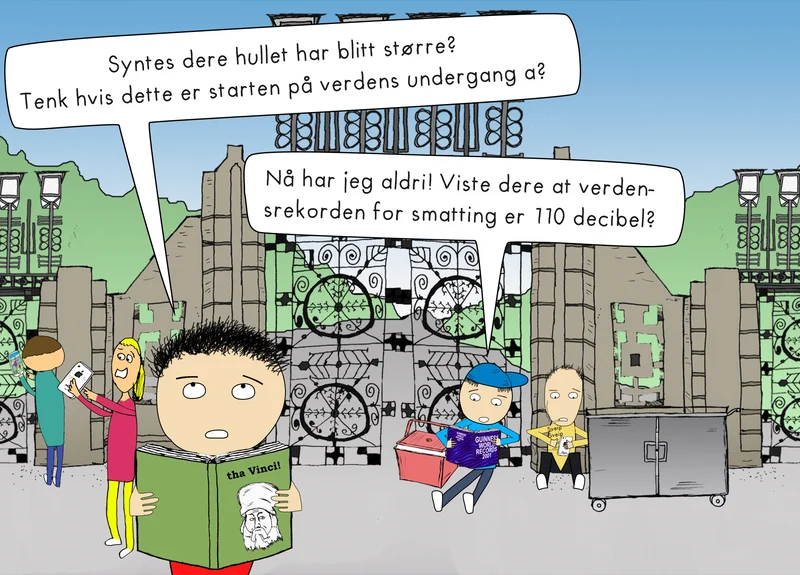 Syntes dere hullet har blitt større?
Tenk hvis dette er starten på verdens undergang a?
Nå har jeg aldri! Viste dere at verden-
srekorden for smatting er 110 decibel?
tha Vinci!
GUINNESS
WORLD
RECORDS
2001